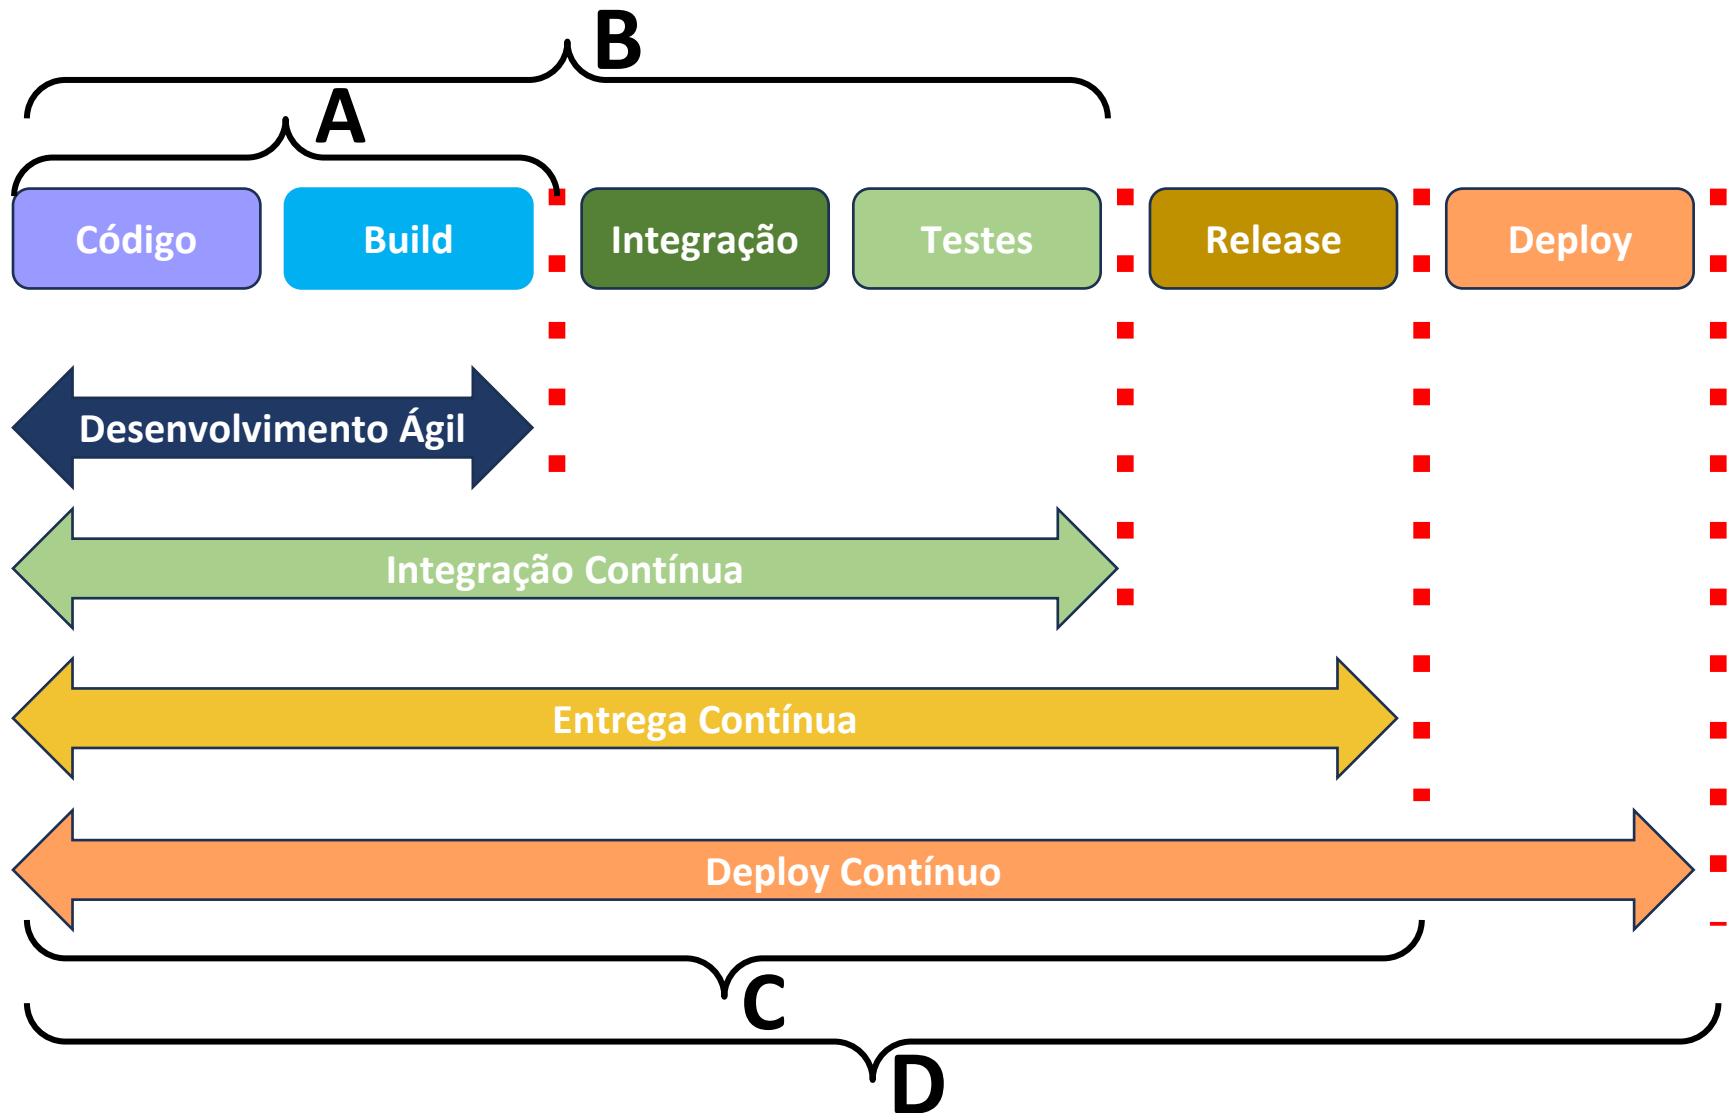 B
A
Código
Build
Integração
Testes
Release
Deploy
Desenvolvimento Ágil
Integração Contínua
Entrega Contínua
Deploy Contínuo
C
D